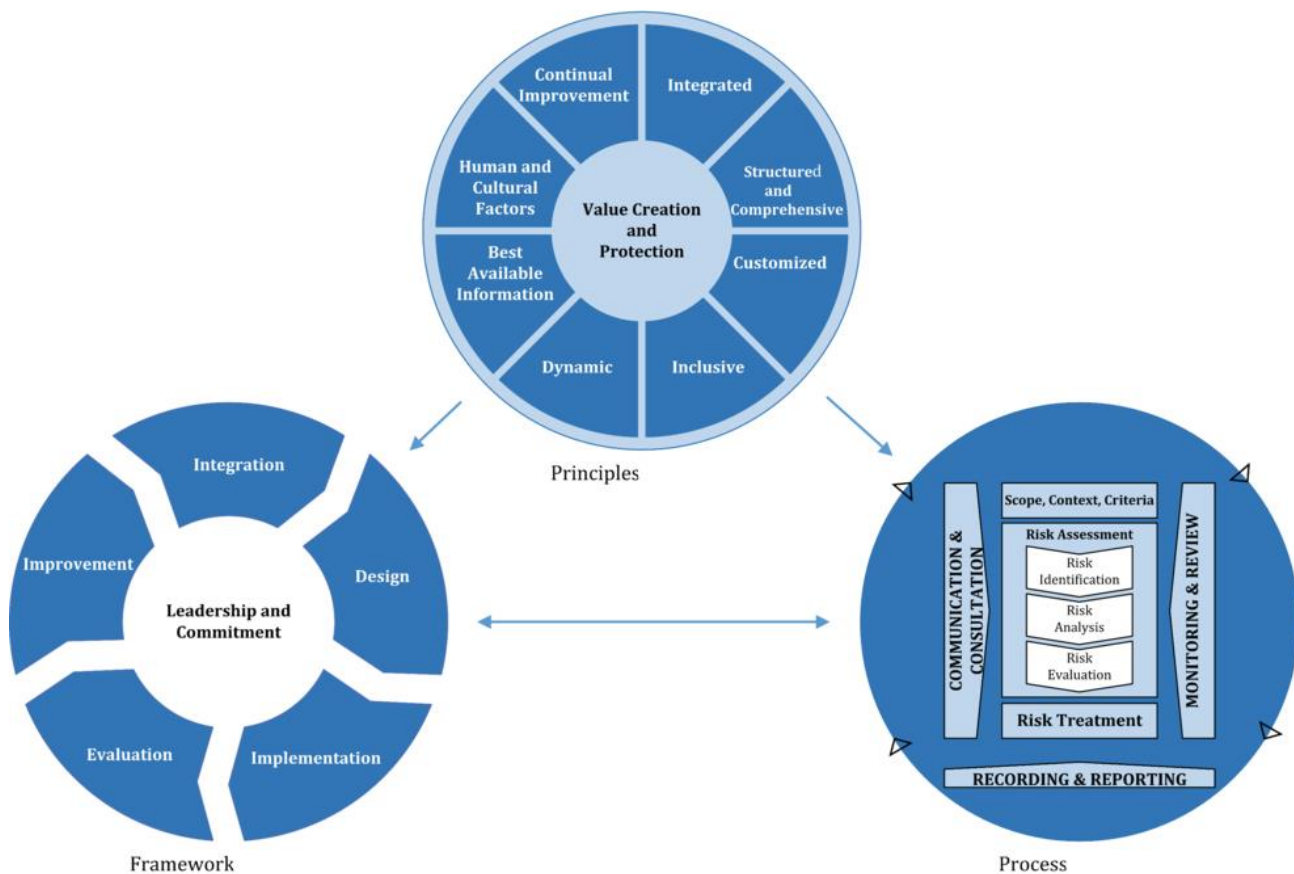 Continual
Improvement
Integrated
Human and
Cultural
Factors
Structured
and
Comprehensive
Value Creation
and
Protection
Best
Available
Information
Customized
Dynamic
Inclusive
Principles
Integration
Improvement
Design
Leadership and
Commitment
Evaluation
Implementation
Framework
Scope, Context, Criteria
Risk Assessment
Risk
Identification
Risk
Analysis
Risk
Evaluation
Risk Treatment
COMMUNICATION &
CONSULTATION
MONITORING & REVIEW
RECORDING & REPORTING
Process